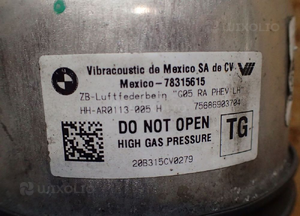 Vibracoustic de Mexico SA de CV
Mexico - 78315615
ZB-Luftfederbein "G05 RA PHEV LH"
HH-AR0113-005 H 75686903704
DO NOT OPEN
HIGH GAS PRESSURE
TG
20B315CV0279